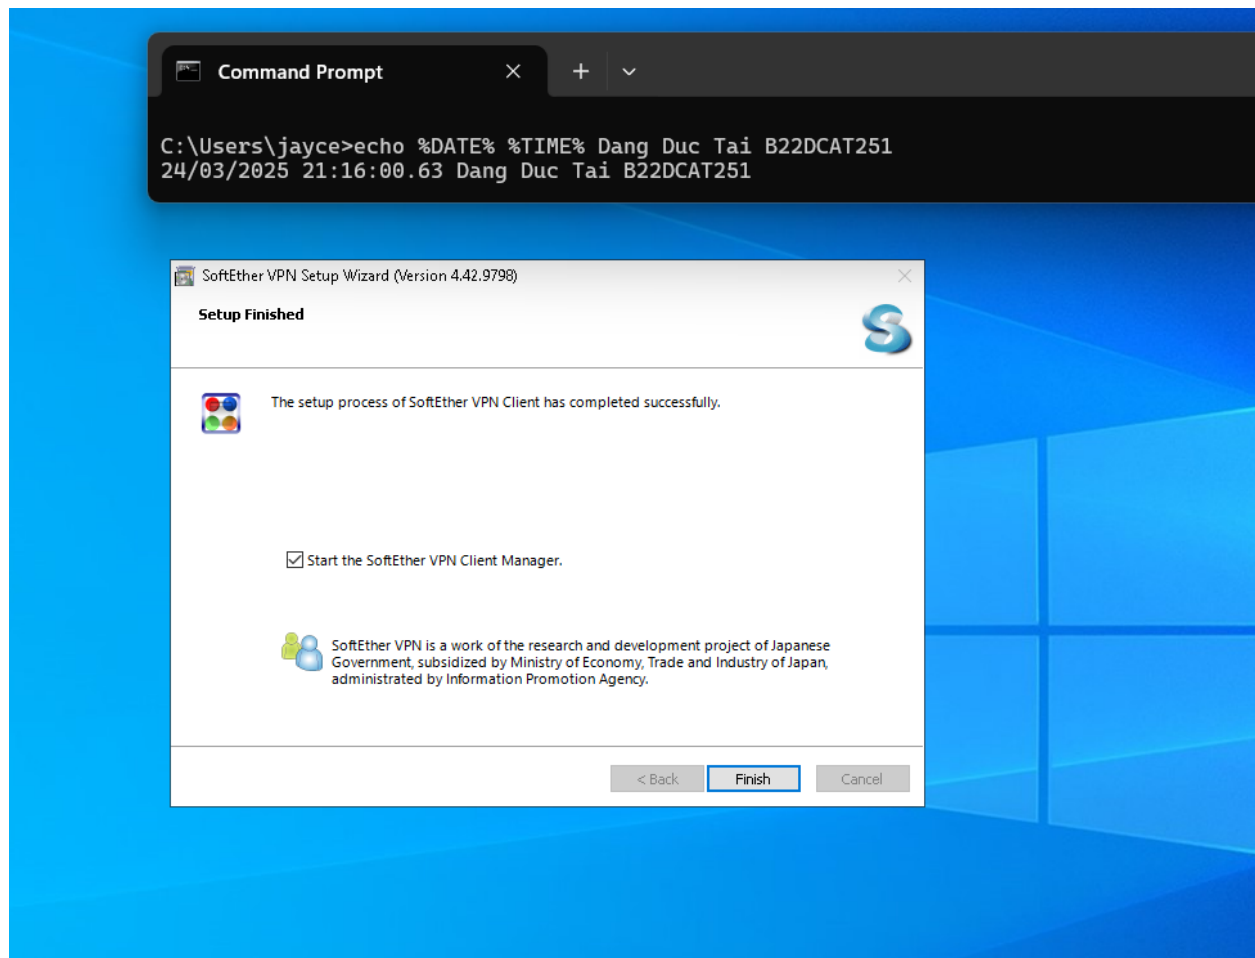 Command Prompt
C:\Users\jayce>echo %DATE% %TIME% Dang Duc Tai B22DCAT251
24/03/2025 21:16:00.63 Dang Duc Tai B22DCAT251
SoftEther VPN Setup Wizard (Version 4.42.9798)
Setup Finished
The setup process of SoftEther VPN Client has completed successfully.
Start the SoftEther VPN Client Manager.
SoftEther VPN is a work of the research and development project of Japanese
Government, subsidized by Ministry of Economy, Trade and Industry of Japan,
administrated by Information Promotion Agency.
< Back Finish Cancel